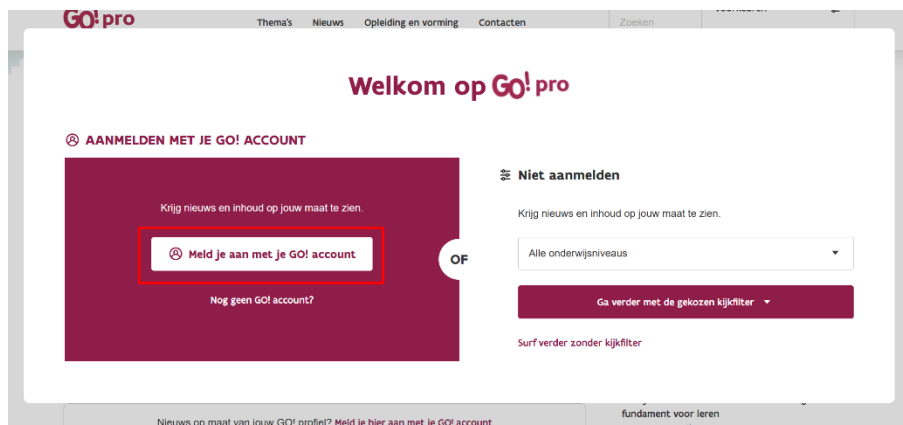 GO! pro
Thema's Nieuws Opleiding en vorming Contacten
Zoeken
Welkom op GO! pro
AANMELDEN MET JE GO! ACCOUNT
Krijg nieuws en inhoud op jouw maat te zien.
Meld je aan met je GO! account
Nog geen GO! account?
OF
Niet aanmelden
Krijg nieuws en inhoud op jouw maat te zien.
Alle onderwijsniveaus
Ga verder met de gekozen kijkfilter
Surf verder zonder kijkfilter
fundament voor leren
Nieuws op maat van jouw GO! profiel? Meld je hier aan met je GO! account